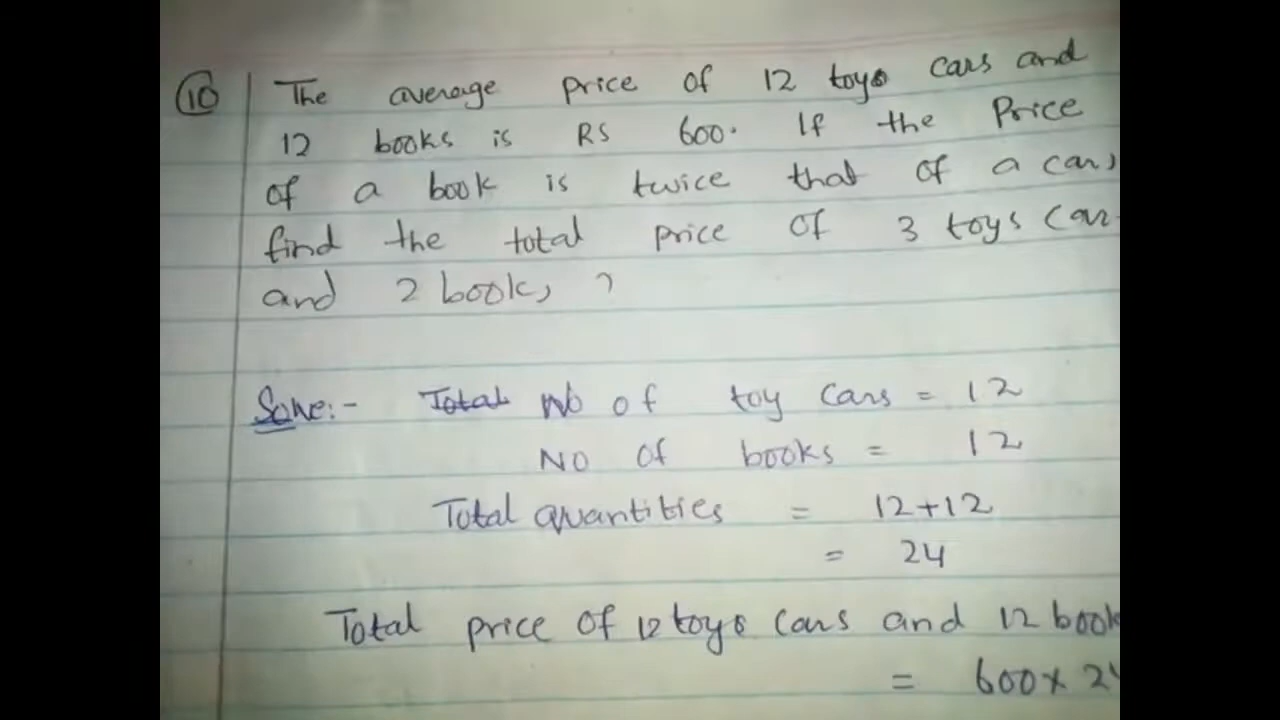 10 The average price of 12 toys cars and
12 books is RS 600. If the Price
of a book is twice that of a car,
find the total price of 3 toys car
and 2 books ?
Solve:- Total No of toy cars = 12
NO of books = 12
Total quantities = 12+12
= 24
Total price of 12 toys cars and 12 book
= 600x 24